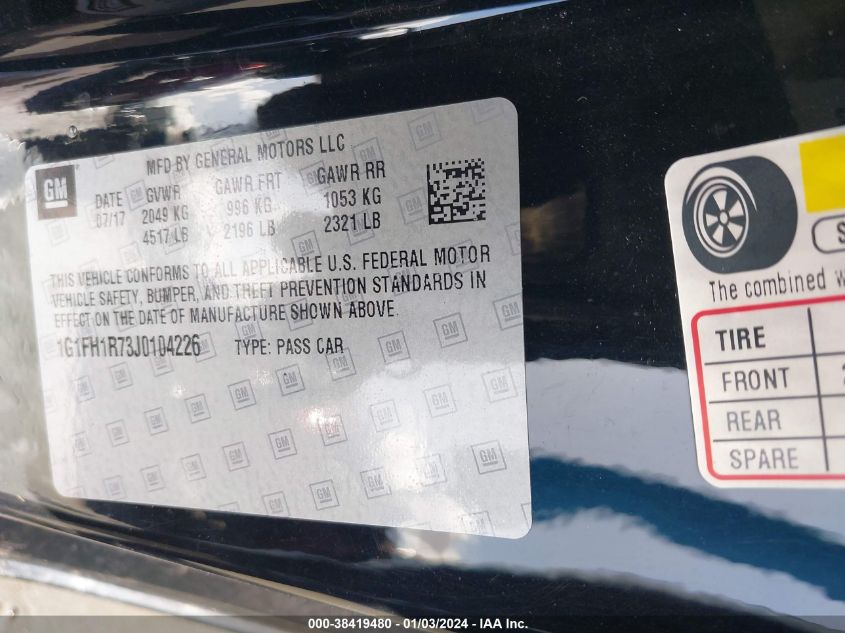 GM
MFD BY GENERAL MOTORS LLC
DATE GVWR GAWR FRT GAWR RR
07/17 2049 KG 996 KG 1053 KG
4517 LB 2196 LB 2321 LB
THIS VEHICLE CONFORMS TO ALL APPLICABLE U.S. FEDERAL MOTOR
VEHICLE SAFETY, BUMPER, AND THEFT PREVENTION STANDARDS IN
EFFECT ON THE DATE OF MANUFACTURE SHOWN ABOVE.
1G1FH1R73J0104226 TYPE: PASS CAR
The combined
TIRE
FRONT
REAR
SPARE
000-38419480 - 01/03/2024 - IAA Inc.